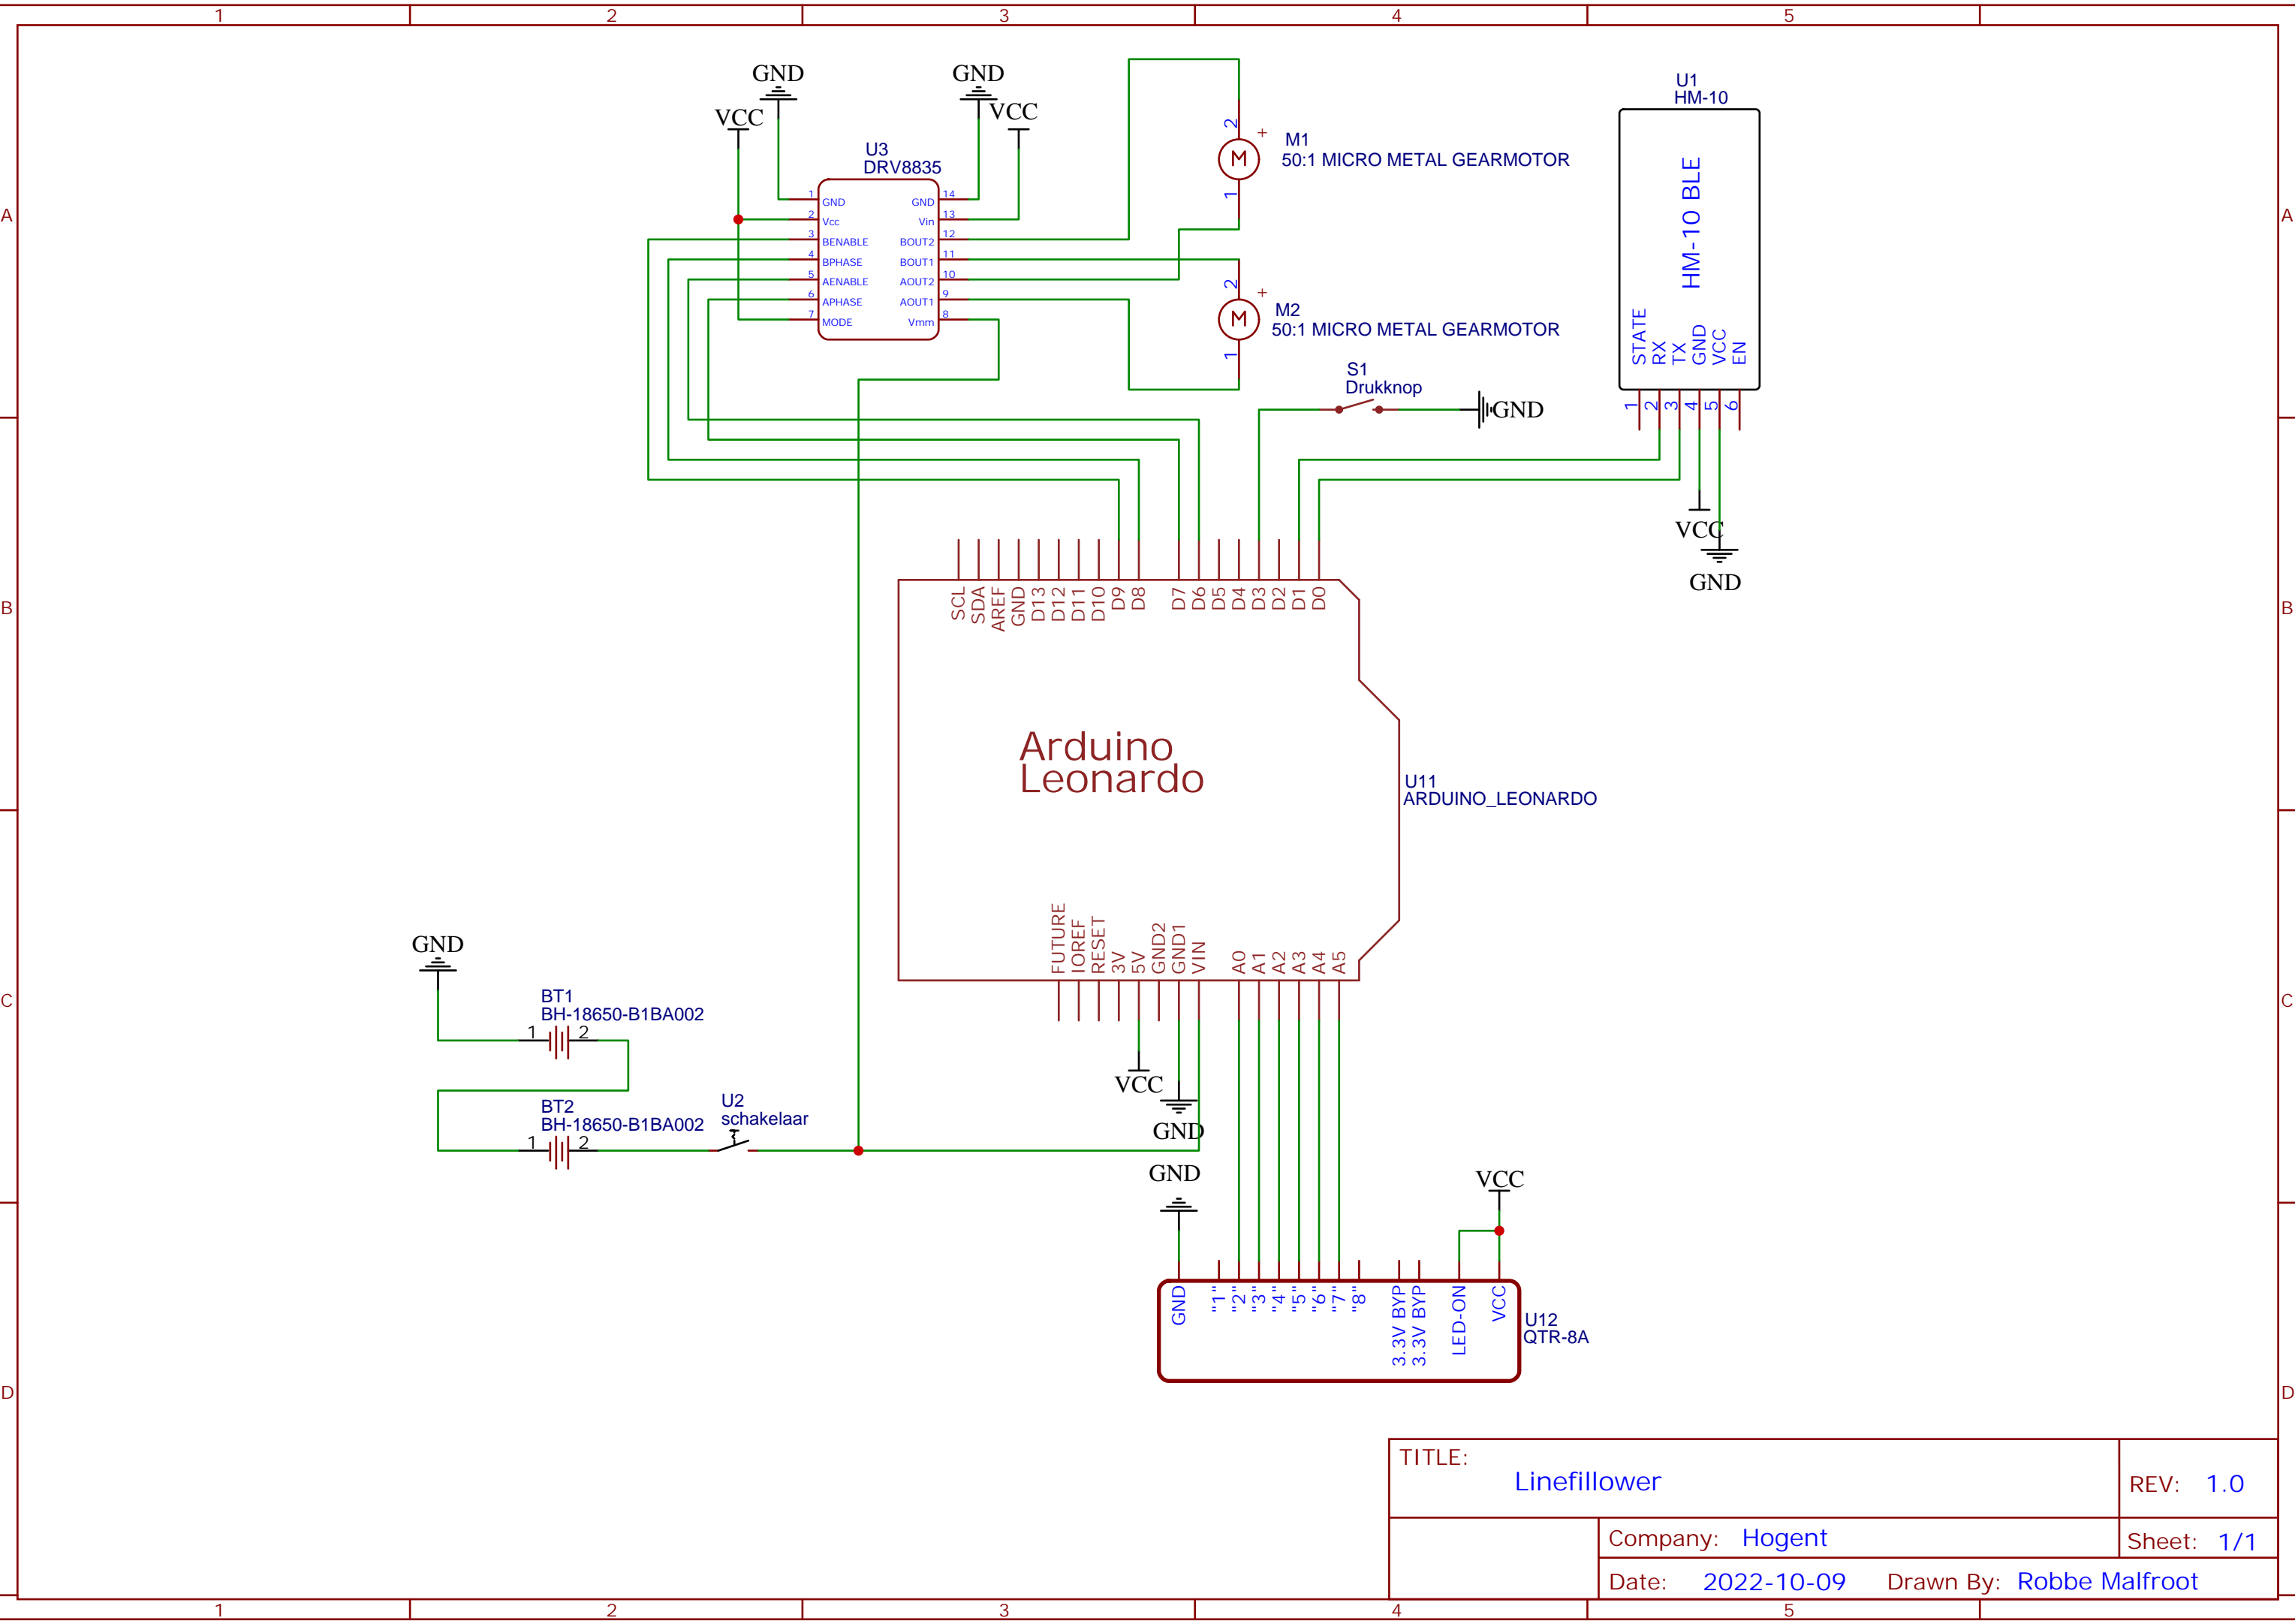 1 2 3 4 5
A A
B B
C C
D D
GND
VCC
GND
VCC
U3
DRV8835
1 GND
2 Vcc
3 BENABLE
4 BPHASE
5 AENABLE
6 APHASE
7 MODE
14 GND
13 Vin
12 BOUT2
11 BOUT1
10 AOUT2
9 AOUT1
8 Vmm
2
+
M
1
M1
50:1 MICRO METAL GEARMOTOR
2
+
M
1
M2
50:1 MICRO METAL GEARMOTOR
S1
Drukknop
GND
U1
HM-10
HM-10 BLE
STATE
RX
TX
GND
VCC
EN
1
2
3
4
5
6
VCC
GND
SCL
SDA
AREF
GND
D13
D12
D11
D10
D9
D8
D7
D6
D5
D4
D3
D2
D1
D0
Arduino
Leonardo
U11
ARDUINO_LEONARDO
FUTURE
IOREF
RESET
3V
5V
GND2
GND1
VIN
A0
A1
A2
A3
A4
A5
VCC
GND
GND
BT1
BH-18650-B1BA002
1 2
BT2
BH-18650-B1BA002
1 2
U2
schakelaar
GND
VCC
GND
"1"
"2"
"3"
"4"
"5"
"6"
"7"
"8"
3.3V BYP
3.3V BYP
LED-ON
VCC
U12
QTR-8A
TITLE:
Linefillower
REV: 1.0
Company: Hogent
Sheet: 1/1
Date: 2022-10-09 Drawn By: Robbe Malfroot
1 2 3 4 5